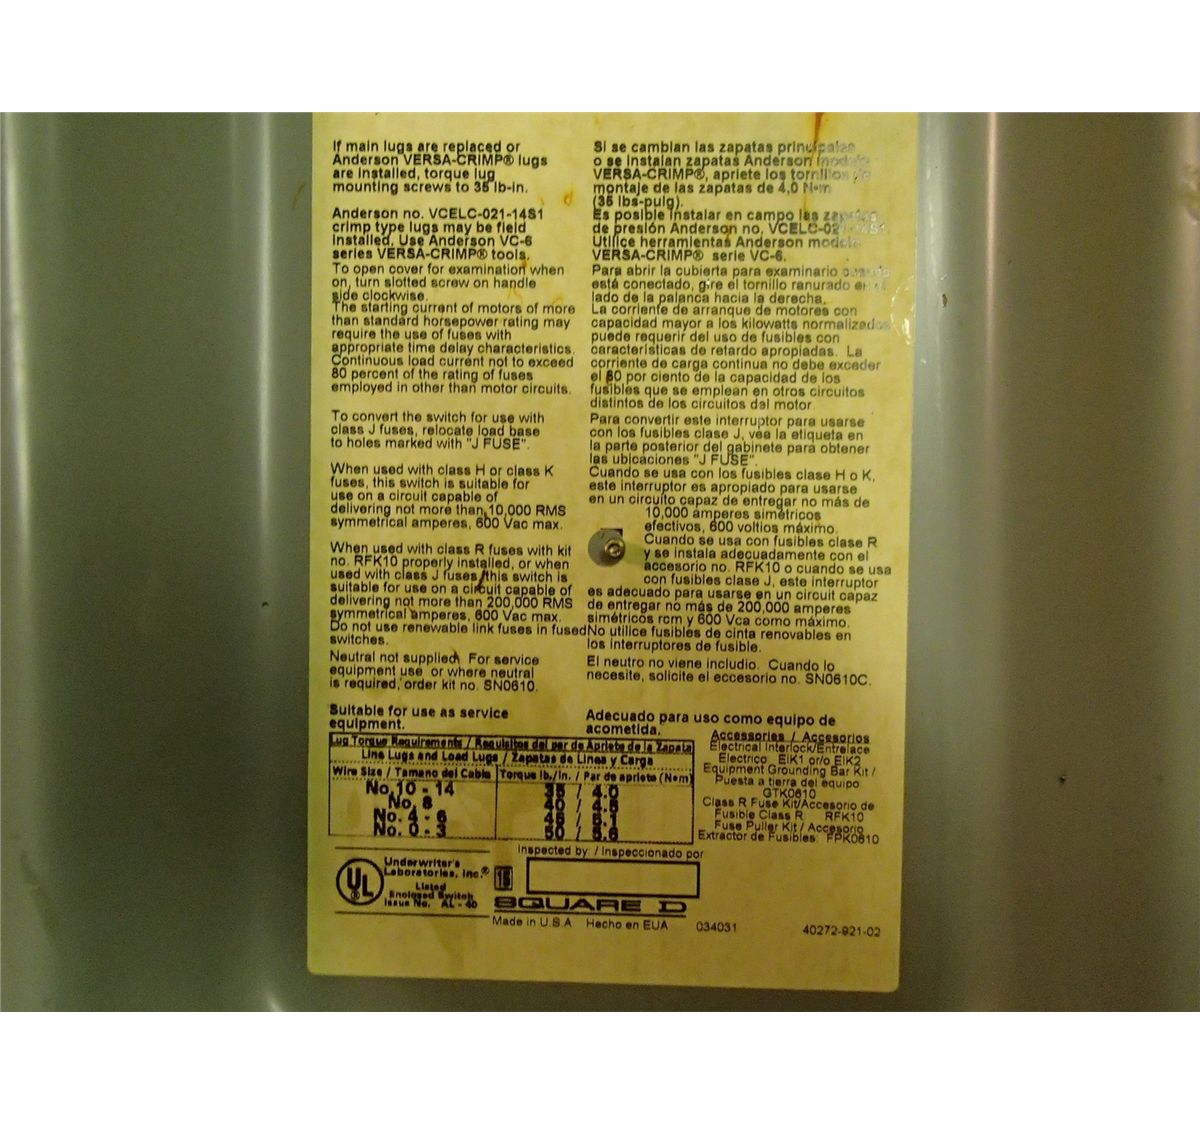 If main lugs are replaced or
Anderson VERSA-CRIMP® lugs
are installed, torque lug
mounting screws to 35 lb-in.
Anderson no. VCELC-021-14S1
crimp type lugs may be field
installed. Use Anderson VC-6
series VERSA-CRIMP® tools.
To open cover for examination when
on, turn slotted screw on handle
side clockwise.
The starting current of motors of more
than standard horsepower rating may
require the use of fuses with
appropriate time delay characteristics.
Continuous load current not to exceed
80 percent of the rating of fuses
employed in other than motor circuits.
To convert the switch for use with
class J fuses, relocate load base
to holes marked with "J FUSE".
When used with class H or class K
fuses, this switch is suitable for
use on a circuit capable of
delivering not more than 10,000 RMS
symmetrical amperes, 600 Vac max.
When used with class R fuses with kit
no. RFK10 properly installed, or when
used with class J fuses this switch is
suitable for use on a circuit capable of
delivering not more than 200,000 RMS
symmetrical amperes, 600 Vac max.
Do not use renewable link fuses in fused
switches.
Neutral not supplied. For service
equipment use or where neutral
is required, order kit no. SN0610.
Suitable for use as service
equipment.
Si se cambian las zapatas principales
o se instalan zapatas Anderson modelo
VERSA-CRIMP®, apriete los tornillos de
montaje de las zapatas de 4,0 N•m
(35 lbs-pulg).
Es posible instalar en campo las zapatas
de presión Anderson no, VCELC-021-14S1
Utilice herramientas Anderson modelo
VERSA-CRIMP® serie VC-6.
Para abrir la cubierta para examinario cuando
está conectado, gire el tornillo ranurado en el
lado de la palanca hacia la derecha.
La corriente de arranque de motores con
capacidad mayor a los kilowatts normalizados
puede requerir del uso de fusibles con
características de retardo apropiadas. La
corriente de carga continua no debe exceder
el 80 por ciento de la capacidad de los
fusibles que se emplean en otros circuitos
distintos de los circuitos del motor.
Para convertir este interruptor para usarse
con los fusibles clase J, vea la etiqueta en
la parte posterior del gabinete para obtener
las ubicaciones "J FUSE".
Cuando se usa con los fusibles clase H o K,
este interruptor es apropiado para usarse
en un circuito capaz de entregar no más de
10,000 amperes simétricos
efectivos, 600 voltios máximo.
Cuando se usa con fusibles clase R
y se instala adecuadamente con el
accesorio no. RFK10 o cuando se usa
con fusibles clase J, este interruptor
es adecuado para usarse en un circuit capaz
de entregar no más de 200,000 amperes
simétricos rcm y 600 Vca como máximo.
No utilice fusibles de cinta renovables en
los interruptores de fusible.
El neutro no viene includio. Cuando lo
necesite, solicite el eccesorio no. SN0610C.
Adecuado para uso como equipo de
acometida.
Lug Torque Requirements / Requisitos del par de Apriete de la Zapata
Line Lugs and Load Lugs / Zapatas de Linea y Carga
Wire Size / Tamano del Cable Torque lb./in. / Par de apriete (N•m)
No. 10 - 14 35 / 4.0
No. 8 40 / 4.5
No. 4 - 6 45 / 5.1
No. 0 - 3 50 / 5.6
Accessories / Accesorios
Electrical Interlock/Entrelace
Electrico EIK1 or/o EIK2
Equipment Grounding Bar Kit /
Puesta a tierra del equipo
GTK0610
Class R Fuse Kit/Accesorio de
Fusible Class R RFK10
Fuse Puller Kit / Accesorio
Extractor de Fusibles: FPK0610
UL ®
Underwriter's
Laboratories, Inc.®
Listed
Enclosed Switch
Issue No. AL - 40
Inspected by: / Inspeccionado por
15
SQUARE D
Made in U.S.A Hecho en EUA 034031 40272-921-02